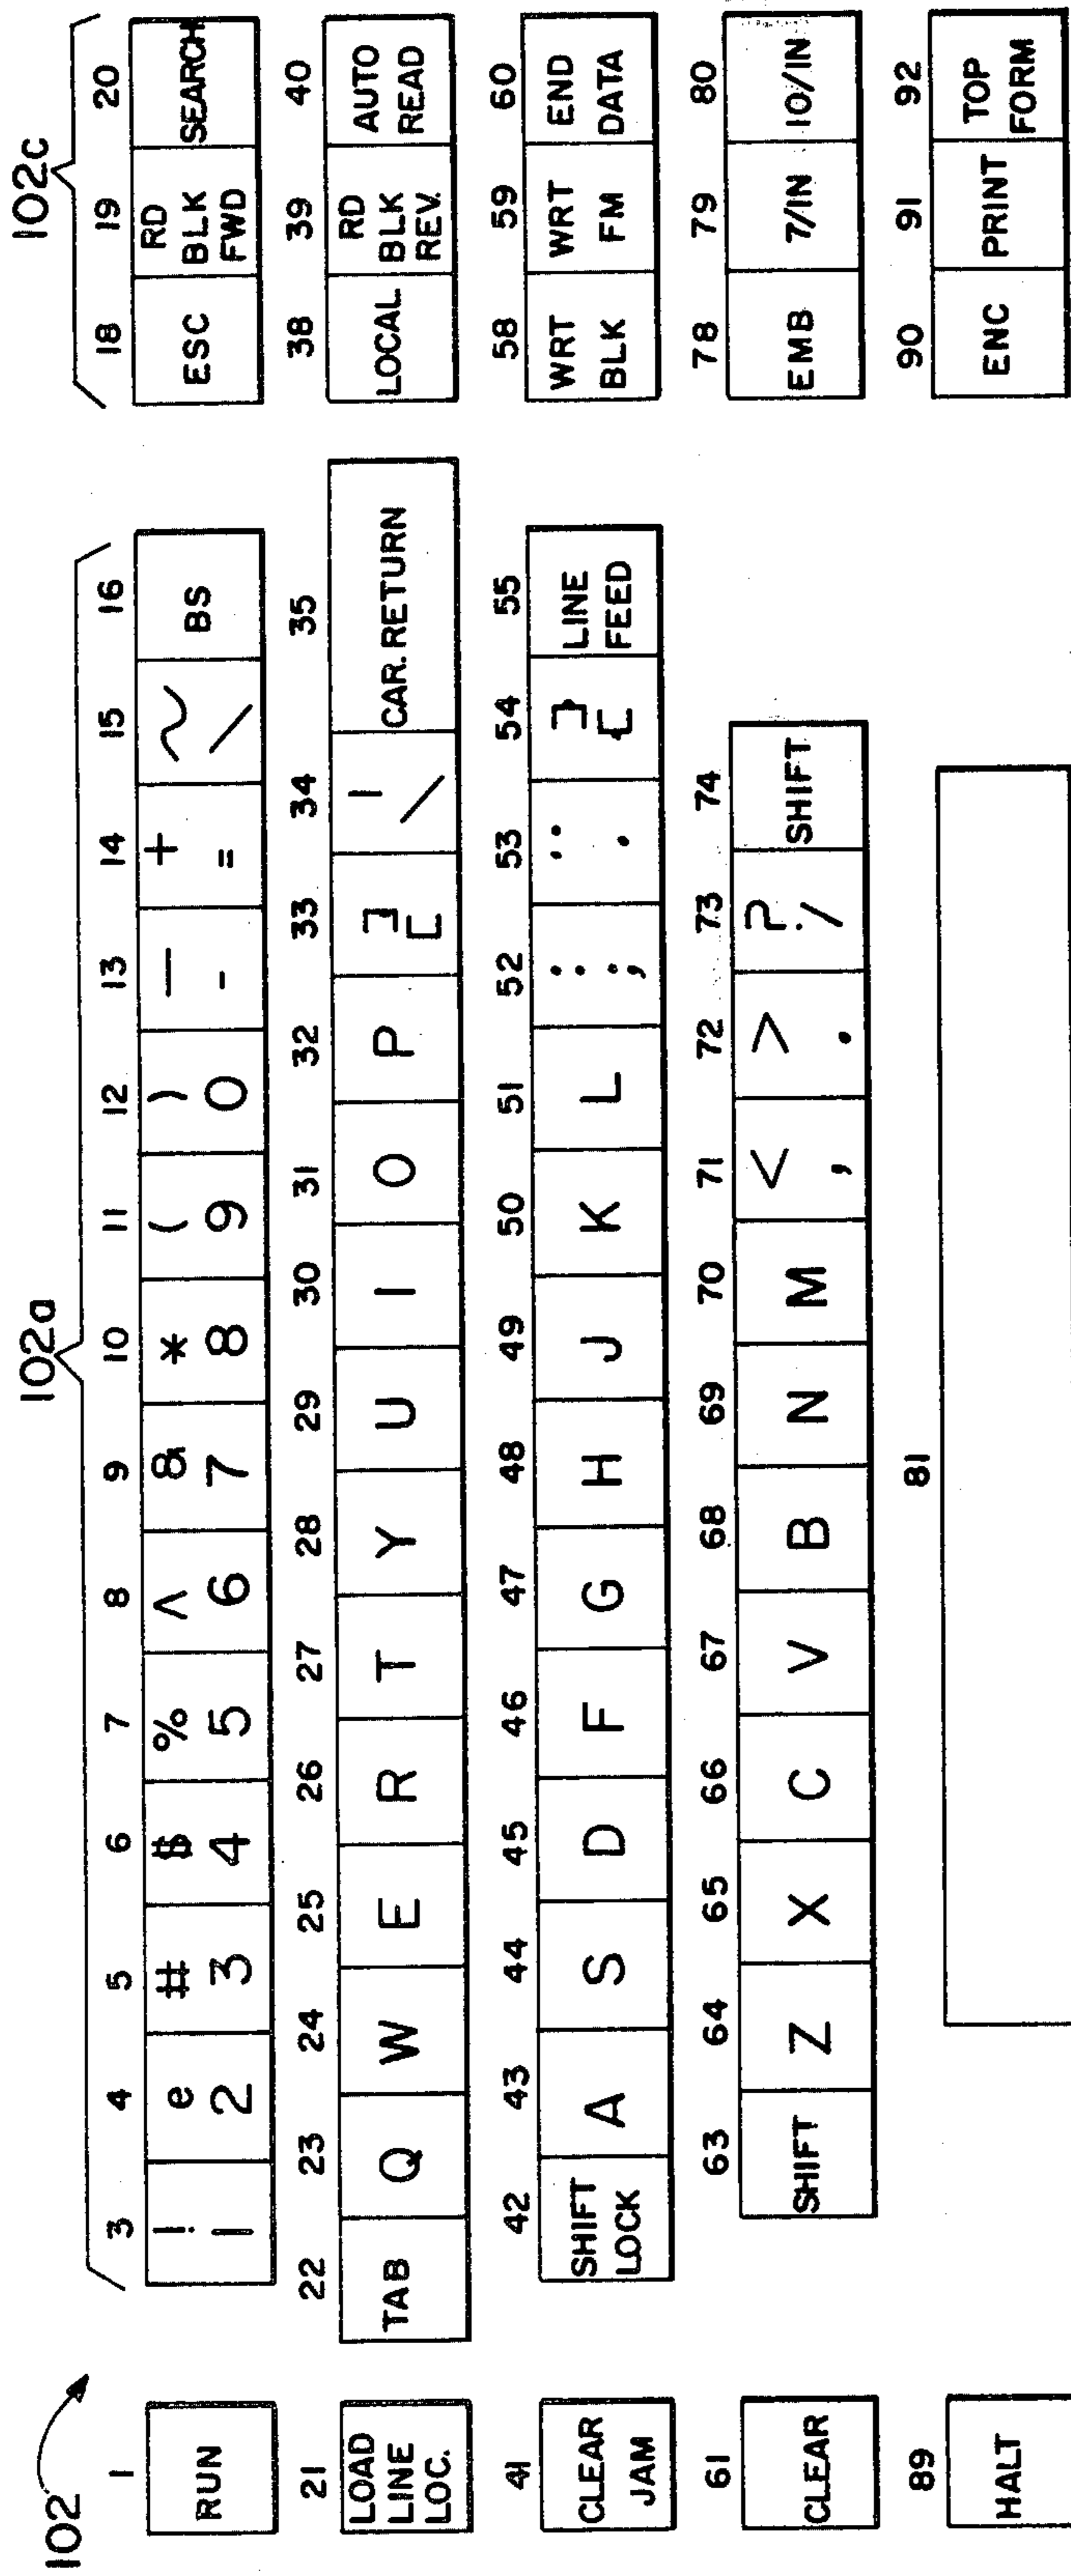 102
102a
102c
1 3 4 5 6 7 8 9 10 11 12 13 14 15 16 18 19 20
RUN
! 1
e 2
# 3
$ 4
% 5
^ 6
& 7
* 8
( 9
) 0
— -
+ =
~ \
BS
ESC
RD
BLK
FWD
SEARCH
21 22 23 24 25 26 27 28 29 30 31 32 33 34 35 38 39 40
LOAD
LINE
LOC.
TAB
Q W E R T Y U I O P
] [
| \
CAR. RETURN
LOCAL
RD
BLK
REV.
AUTO
READ
41 42 43 44 45 46 47 48 49 50 51 52 53 54 55 58 59 60
CLEAR
JAM
SHIFT
LOCK
A S D F G H J K L
: ;
} {
LINE
FEED
WRT
BLK
WRT
FM
END
DATA
61 63 64 65 66 67 68 69 70 71 72 73 74 78 79 80
CLEAR
SHIFT
Z X C V B N M
< ,
> .
? /
SHIFT
EMB
7/IN
10/IN
89 81 90 91 92
HALT
ENC
PRINT
TOP
FORM